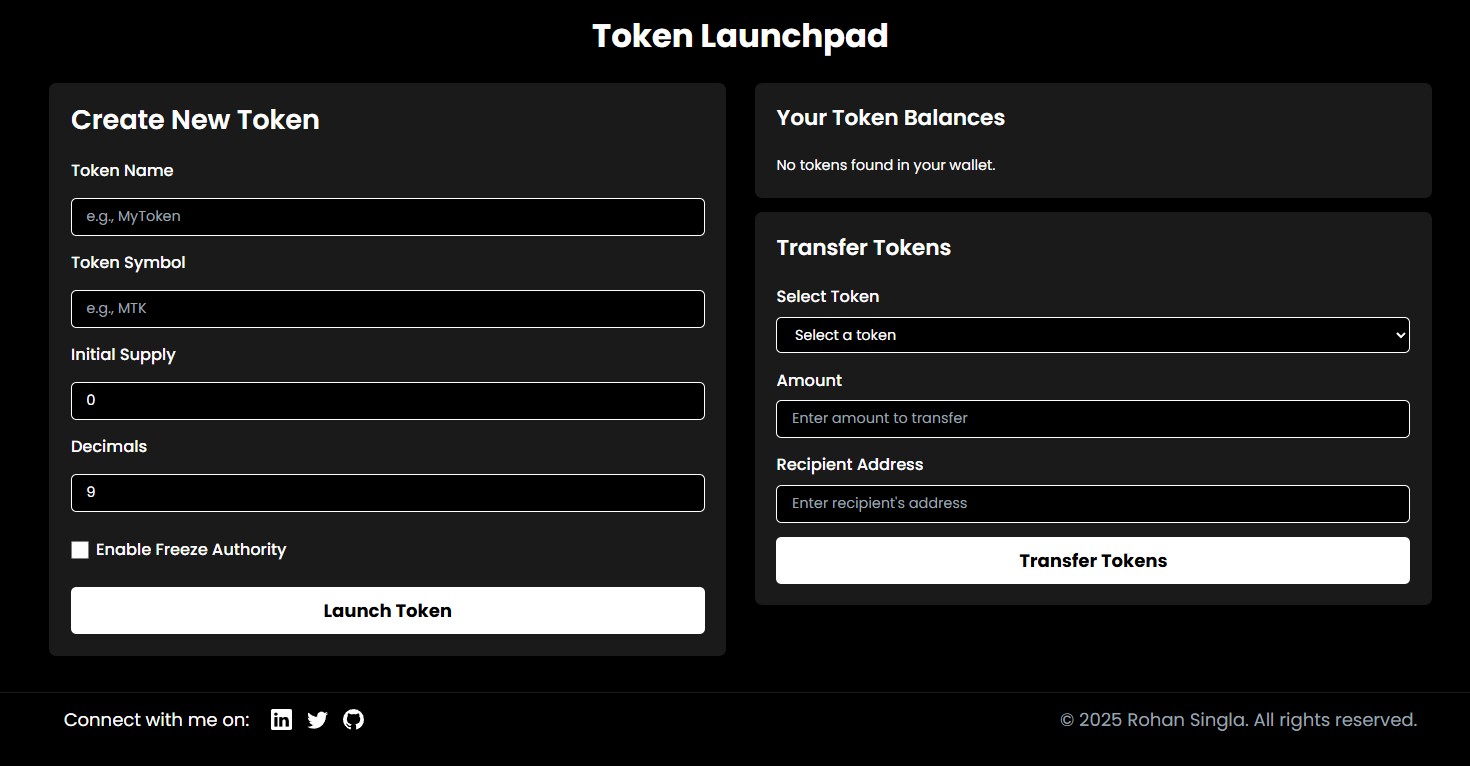 Token Launchpad
Create New Token
Token Name
e.g., MyToken
Token Symbol
e.g., MTK
Initial Supply
0
Decimals
9
Enable Freeze Authority
Launch Token
Your Token Balances
No tokens found in your wallet.
Transfer Tokens
Select Token
Select a token
Amount
Enter amount to transfer
Recipient Address
Enter recipient's address
Transfer Tokens
Connect with me on: in
© 2025 Rohan Singla. All rights reserved.